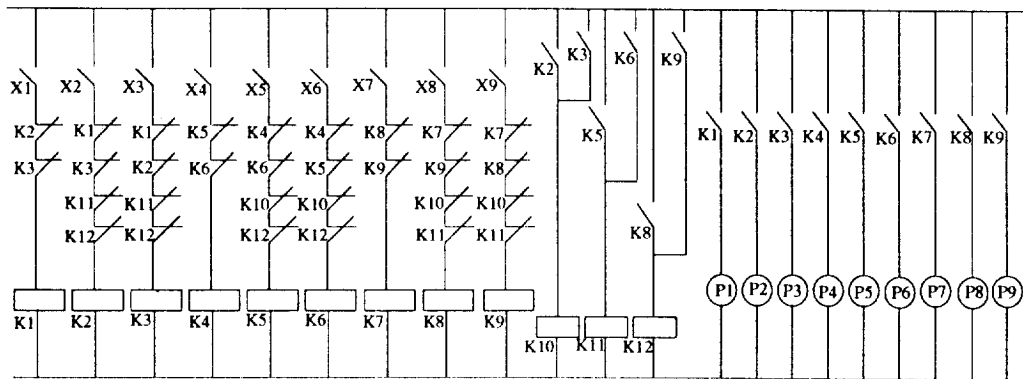 K2 K3 K6 K9
X1 X2 X3 X4 X5 X6 X7 X8 X9
K2 K1 K1 K5 K4 K4 K8 K7 K7 K5 K1 K2 K3 K4 K5 K6 K7 K8 K9
K3 K3 K2 K6 K6 K5 K9 K9 K8
K11 K11 K10 K10 K10 K10
K12 K12 K12 K12 K11 K11 K8
P1 P2 P3 P4 P5 P6 P7 P8 P9
K1 K2 K3 K4 K5 K6 K7 K8 K9 K10 K11 K12